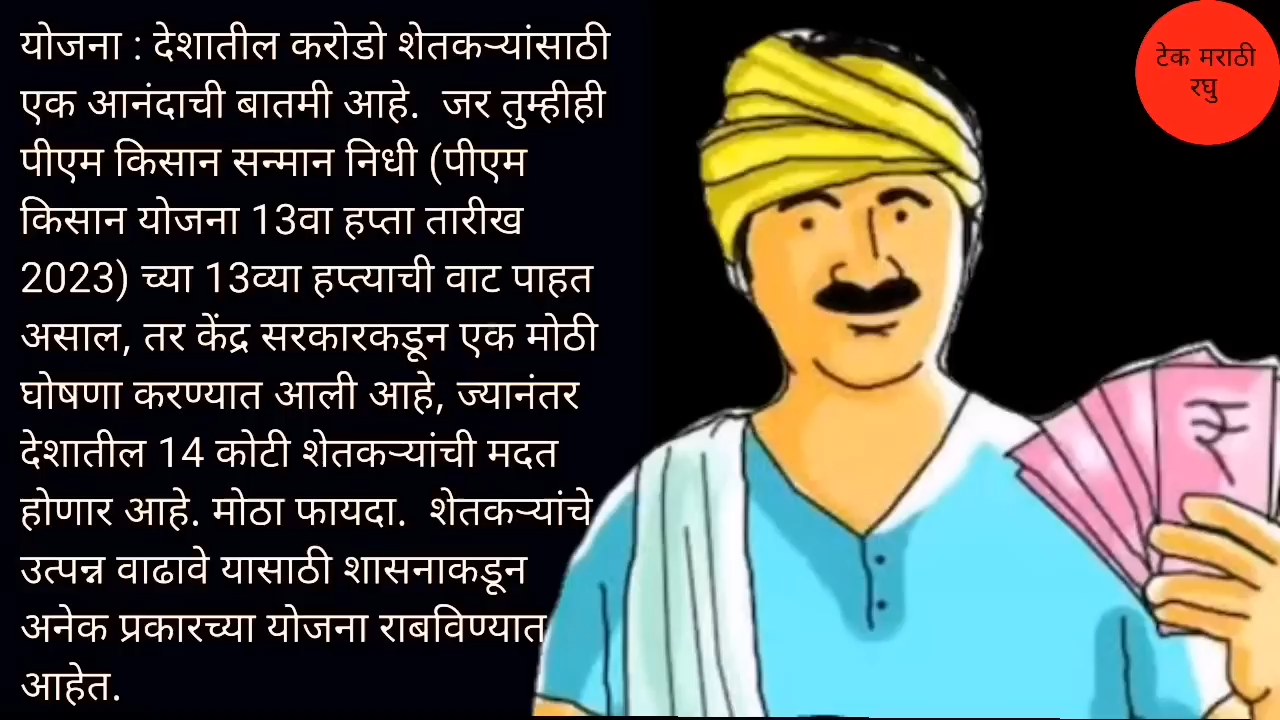 योजना : देशातील करोडो शेतकऱ्यांसाठी
एक आनंदाची बातमी आहे.  जर तुम्हीही
पीएम किसान सन्मान निधी (पीएम
किसान योजना 13वा हप्ता तारीख
2023) च्या 13व्या हप्त्याची वाट पाहत
असाल, तर केंद्र सरकारकडून एक मोठी
घोषणा करण्यात आली आहे, ज्यानंतर
देशातील 14 कोटी शेतकऱ्यांची मदत
होणार आहे. मोठा फायदा.  शेतकऱ्यांचे
उत्पन्न वाढावे यासाठी शासनाकडून
अनेक प्रकारच्या योजना राबविण्यात
आहेत.
टेक मराठी
रघु
₹